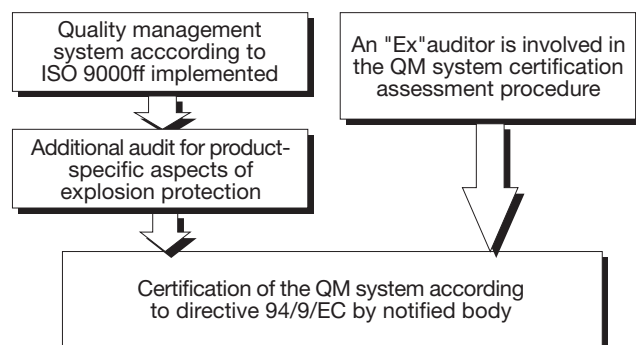 Quality management
system acccording to
ISO 9000ff implemented
An "Ex"auditor is involved in
the QM system certification
assessment procedure
Additional audit for product-
specific aspects of
explosion protection
Certification of the QM system according
to directive 94/9/EC by notified body